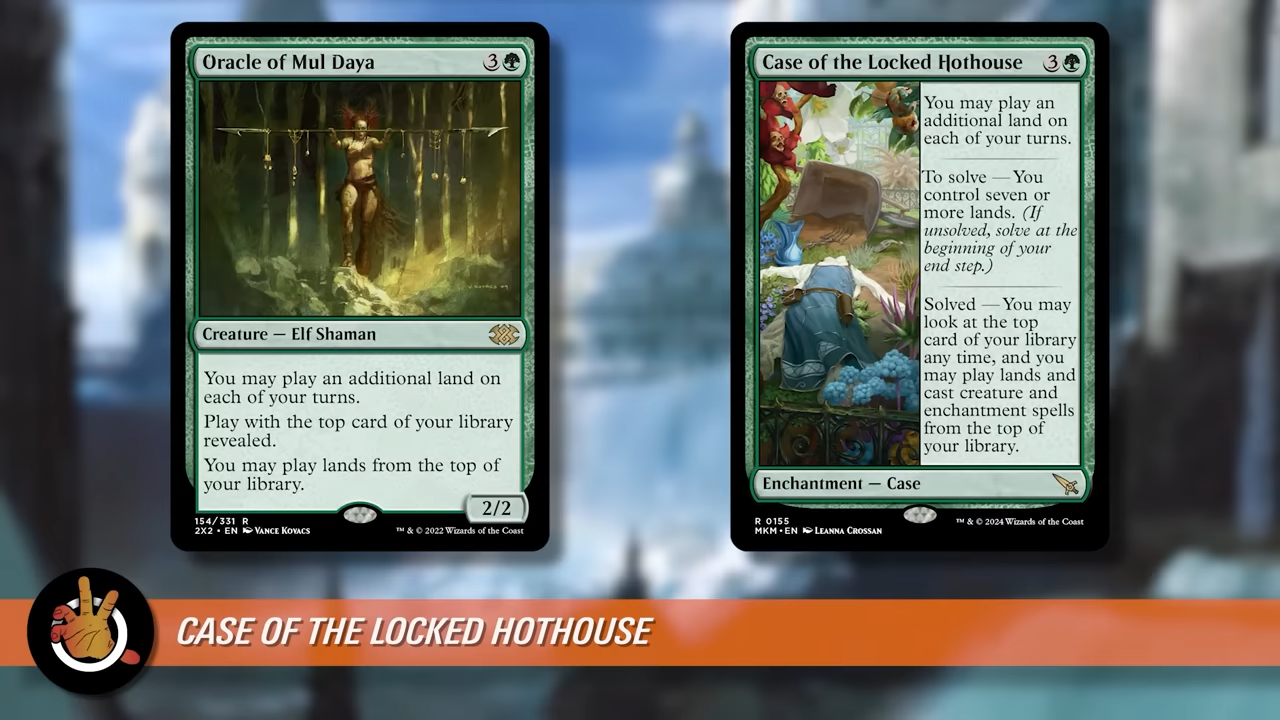 Oracle of Mul Daya 3
Creature — Elf Shaman
You may play an additional land on
each of your turns.
Play with the top card of your library
revealed.
You may play lands from the top of
your library.
2/2
154/331 R
2X2 • EN Vance Kovacs
™ & © 2022 Wizards of the Coast
Case of the Locked Hothouse 3
You may play an
additional land on
each of your turns.
To solve — You
control seven or
more lands. (If
unsolved, solve at the
beginning of your
end step.)
Solved — You may
look at the top
card of your library
any time, and you
may play lands and
cast creature and
enchantment spells
from the top of
your library.
Enchantment — Case
R 0155
MKM • EN Leanna Crossan
™ & © 2024 Wizards of the Coast
CASE OF THE LOCKED HOTHOUSE